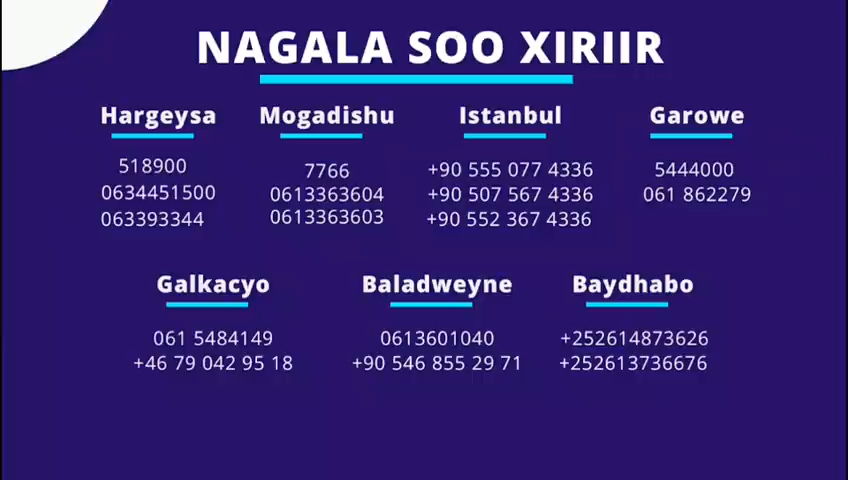 NAGALA SOO XIRIIR
Hargeysa
518900
0634451500
063393344
Mogadishu
7766
0613363604
0613363603
Istanbul
+90 555 077 4336
+90 507 567 4336
+90 552 367 4336
Garowe
5444000
061 862279
Galkacyo
061 5484149
+46 79 042 95 18
Baladweyne
0613601040
+90 546 855 29 71
Baydhabo
+252614873626
+252613736676